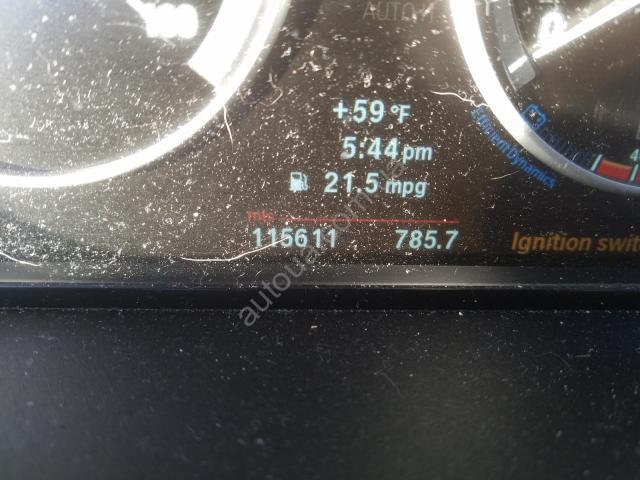 AUTO H
+59 °F
5:44 pm
21.5 mpg
EfficientDynamics
mls
115611 785.7
Ignition swit
autoua.com.ua